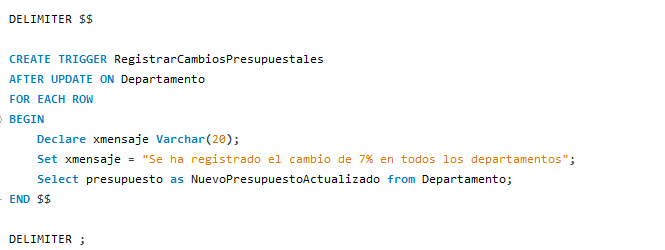 DELIMITER $$
CREATE TRIGGER RegistrarCambiosPresupuestales
AFTER UPDATE ON Departamento
FOR EACH ROW
BEGIN
Declare xmensaje Varchar(20);
Set xmensaje = "Se ha registrado el cambio de 7% en todos los departamentos";
Select presupuesto as NuevoPresupuestoActualizado from Departamento;
END $$
DELIMITER ;